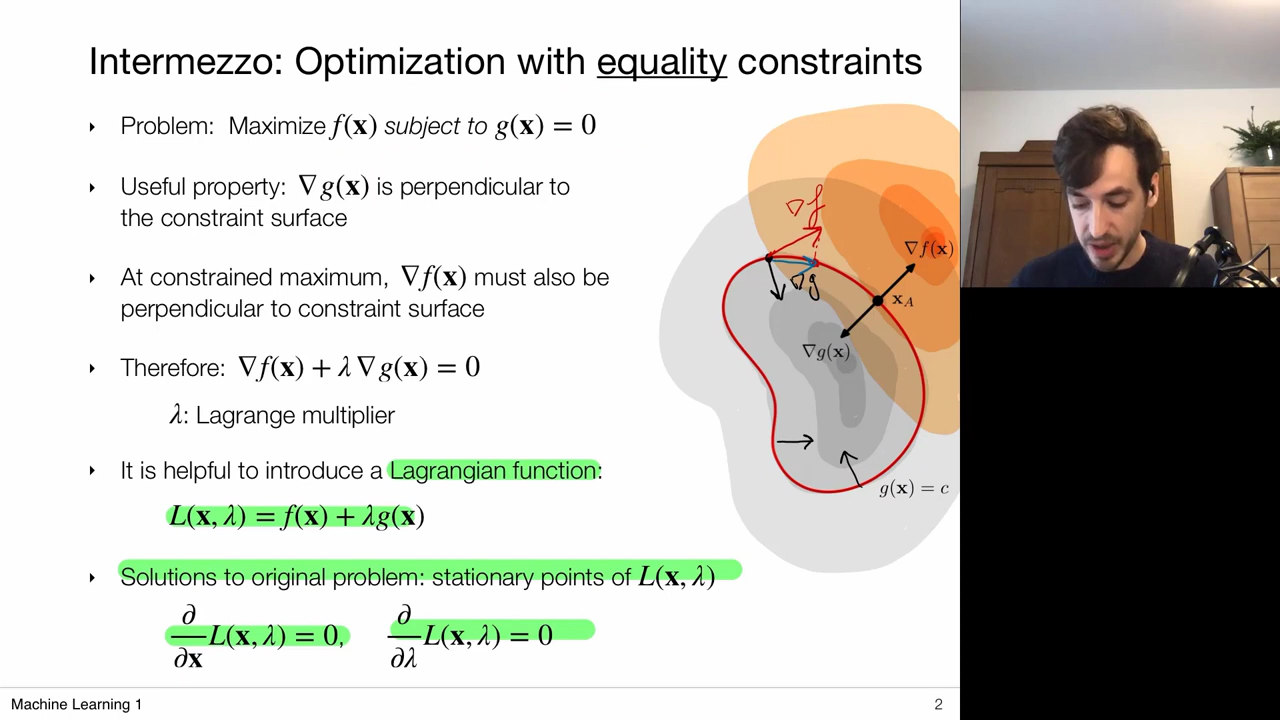 Intermezzo: Optimization with equality constraints
‣ Problem: Maximize f(x) subject to g(x) = 0
‣ Useful property: ∇g(x) is perpendicular to
the constraint surface
‣ At constrained maximum, ∇f(x) must also be
perpendicular to constraint surface
‣ Therefore: ∇f(x) + λ∇g(x) = 0
λ: Lagrange multiplier
‣ It is helpful to introduce a Lagrangian function:
L(x, λ) = f(x) + λg(x)
‣ Solutions to original problem: stationary points of L(x, λ)
∂/∂x L(x, λ) = 0, ∂/∂λ L(x, λ) = 0
∇f
∇g
∇f(x)
x_A
∇g(x)
g(x) = c
Machine Learning 1
2